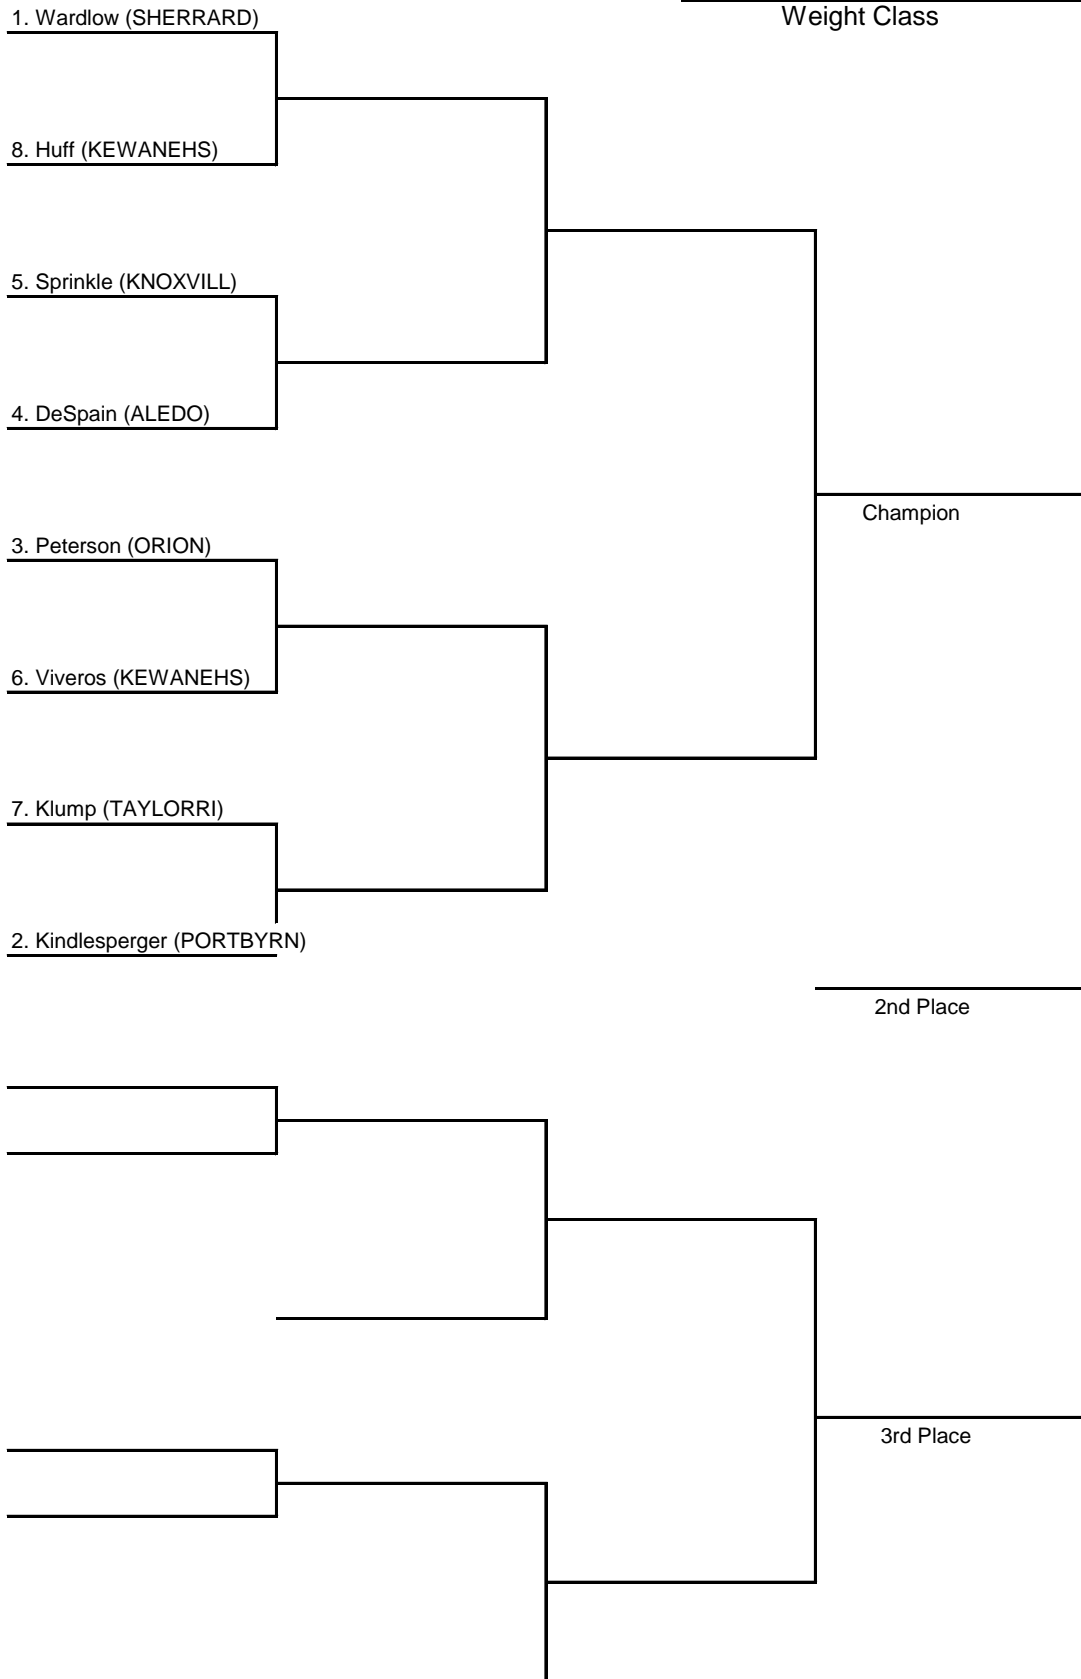 Weight Class
1. Wardlow (SHERRARD)
8. Huff (KEWANEHS)
5. Sprinkle (KNOXVILL)
4. DeSpain (ALEDO)
Champion
3. Peterson (ORION)
6. Viveros (KEWANEHS)
7. Klump (TAYLORRI)
2. Kindlesperger (PORTBYRN)
2nd Place
3rd Place